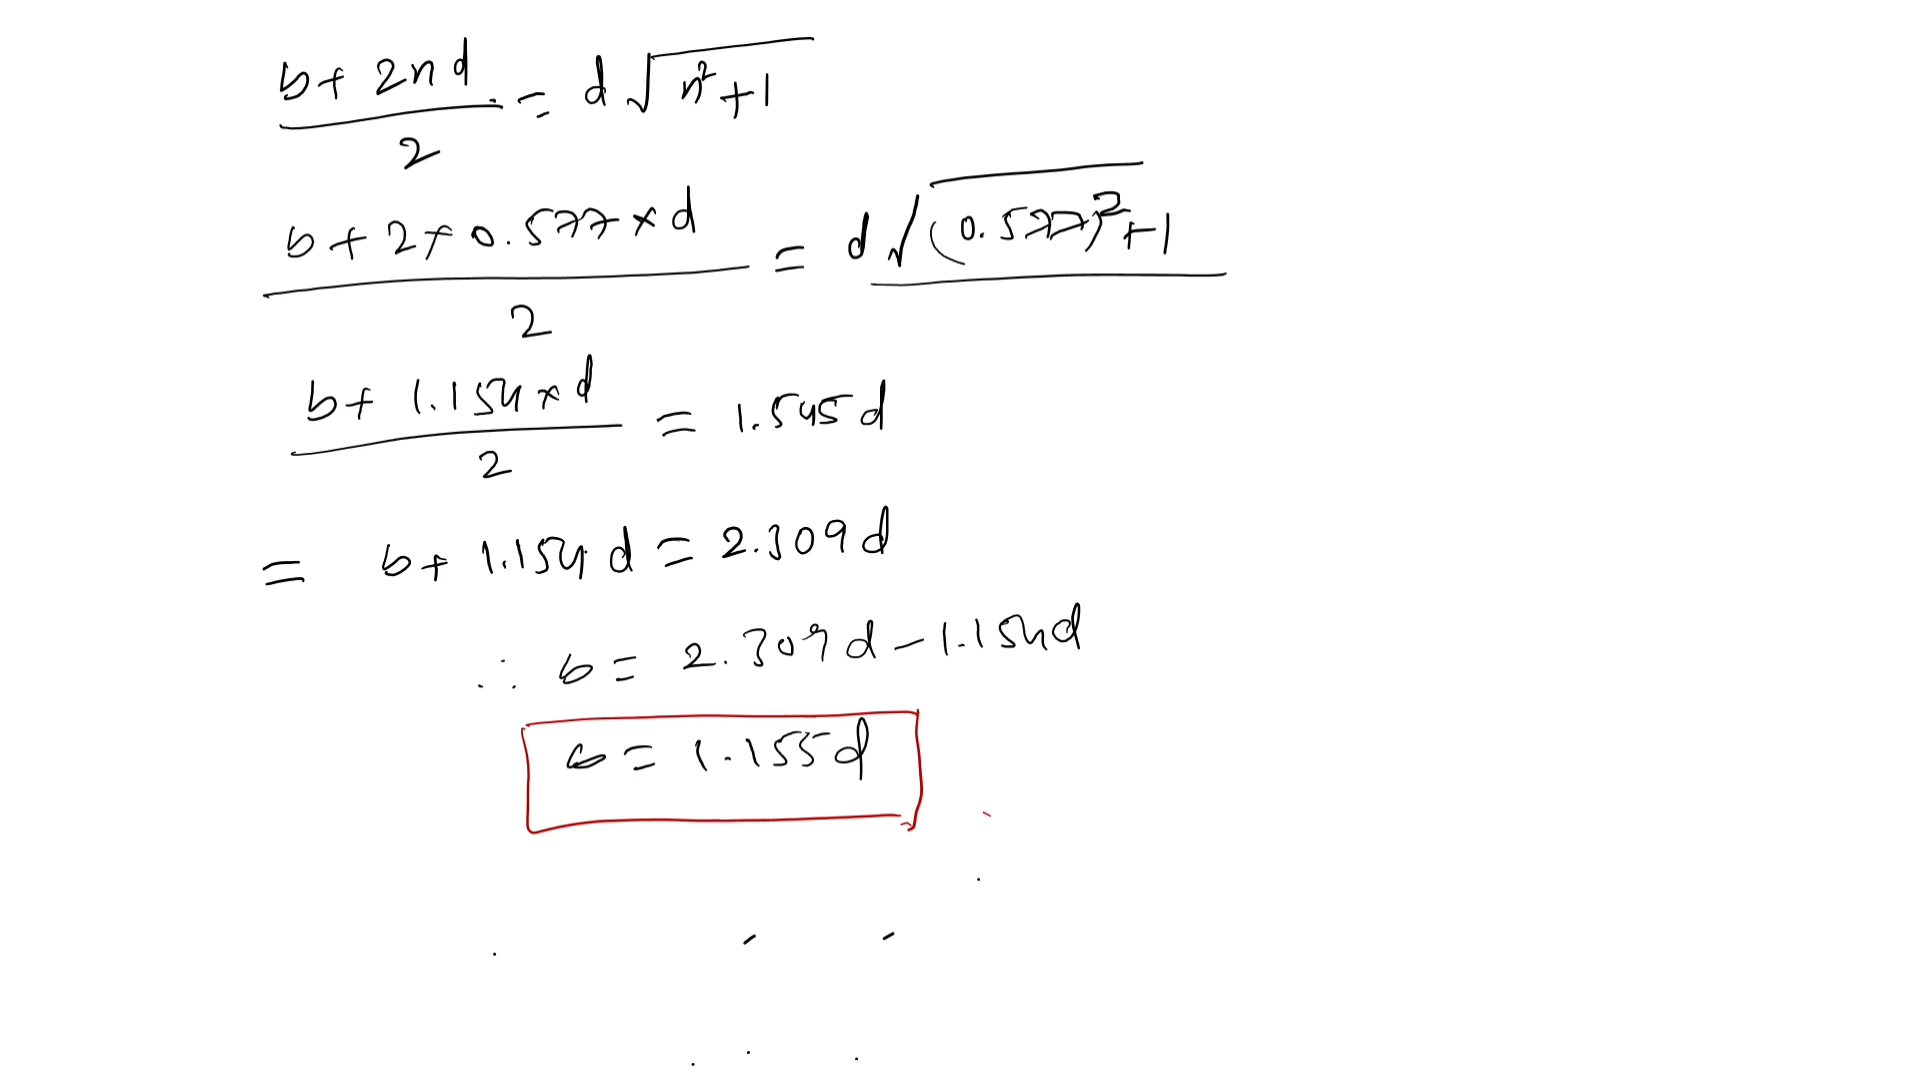 (b + 2nd)/2 = d√(n²+1)
(b + 2 × 0.577 × d)/2 = d√((0.577)²+1)
(b + 1.154 × d)/2 = 1.545d
= b + 1.154d = 2.309d
∴ b = 2.309d - 1.154d
b = 1.155d